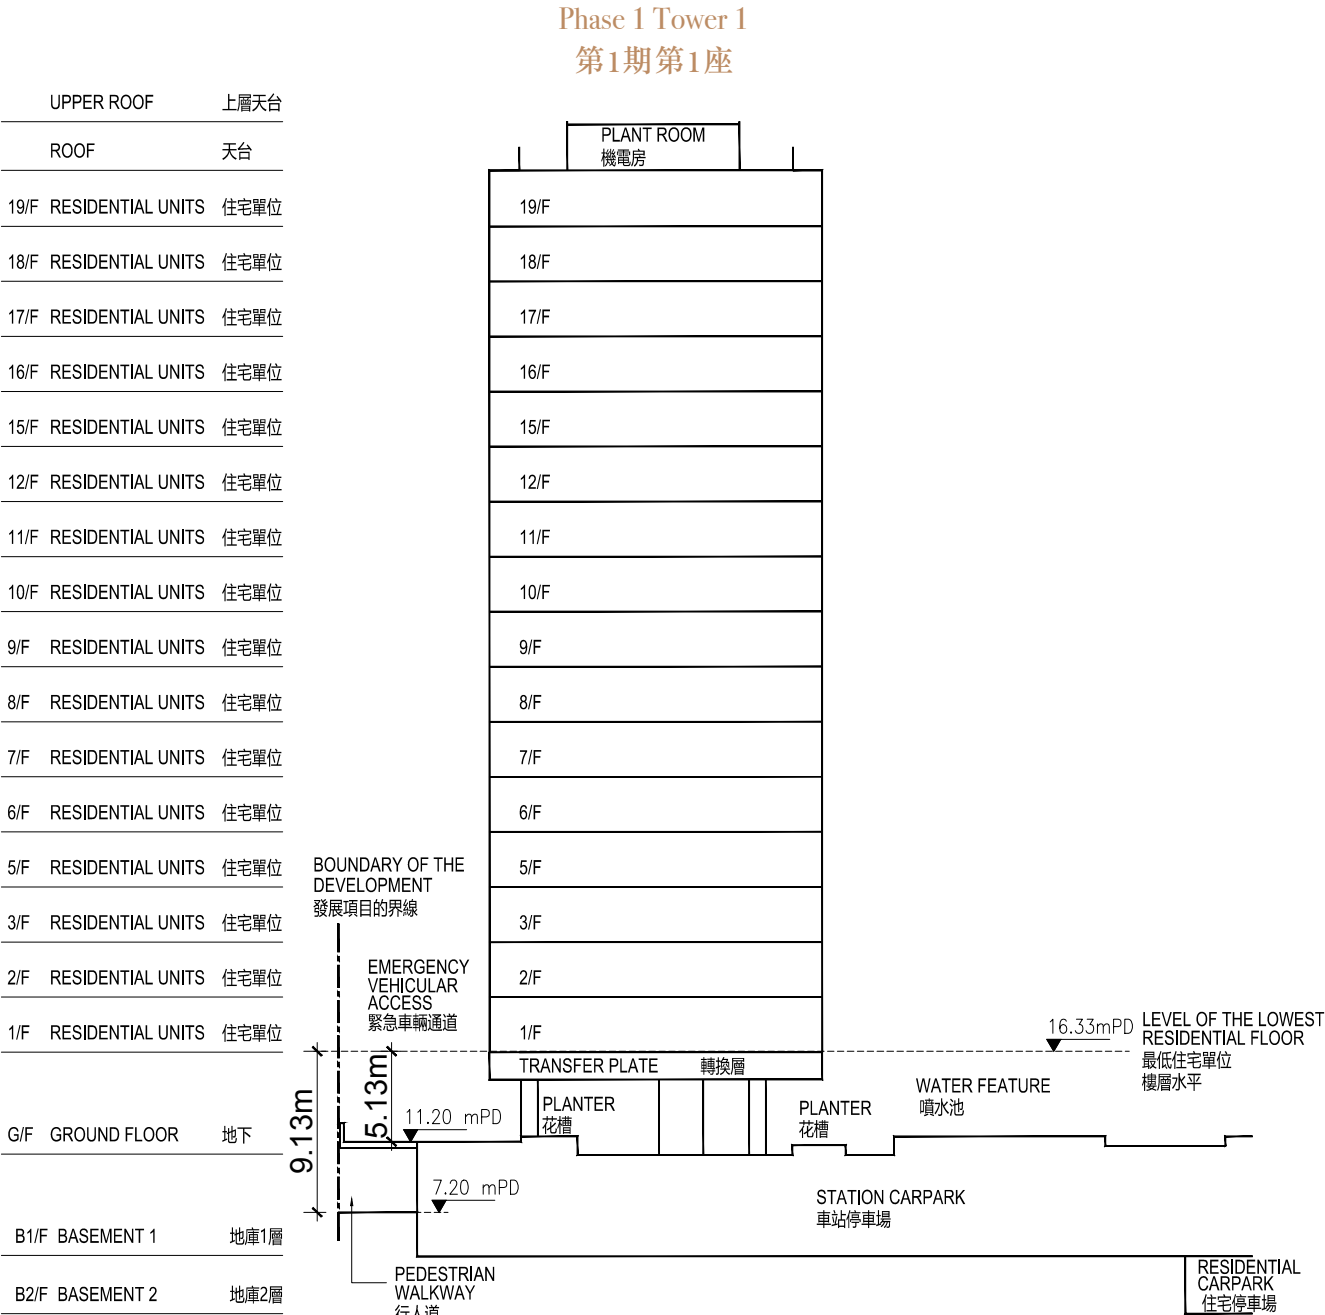 Phase 1 Tower 1
第1期第1座
UPPER ROOF 上層天台
ROOF 天台
19/F RESIDENTIAL UNITS 住宅單位
18/F RESIDENTIAL UNITS 住宅單位
17/F RESIDENTIAL UNITS 住宅單位
16/F RESIDENTIAL UNITS 住宅單位
15/F RESIDENTIAL UNITS 住宅單位
12/F RESIDENTIAL UNITS 住宅單位
11/F RESIDENTIAL UNITS 住宅單位
10/F RESIDENTIAL UNITS 住宅單位
9/F RESIDENTIAL UNITS 住宅單位
8/F RESIDENTIAL UNITS 住宅單位
7/F RESIDENTIAL UNITS 住宅單位
6/F RESIDENTIAL UNITS 住宅單位
5/F RESIDENTIAL UNITS 住宅單位
3/F RESIDENTIAL UNITS 住宅單位
2/F RESIDENTIAL UNITS 住宅單位
1/F RESIDENTIAL UNITS 住宅單位
G/F GROUND FLOOR 地下
B1/F BASEMENT 1 地庫1層
B2/F BASEMENT 2 地庫2層
PLANT ROOM
機電房
19/F
18/F
17/F
16/F
15/F
12/F
11/F
10/F
9/F
8/F
7/F
6/F
5/F
3/F
2/F
1/F
TRANSFER PLATE 轉換層
BOUNDARY OF THE
DEVELOPMENT
發展項目的界線
EMERGENCY
VEHICULAR
ACCESS
緊急車輛通道
9.13m
5.13m
11.20 mPD
7.20 mPD
PLANTER
花槽
PLANTER
花槽
WATER FEATURE
噴水池
16.33mPD
LEVEL OF THE LOWEST
RESIDENTIAL FLOOR
最低住宅單位
樓層水平
STATION CARPARK
車站停車場
PEDESTRIAN
WALKWAY
行人道
RESIDENTIAL
CARPARK
住宅停車場